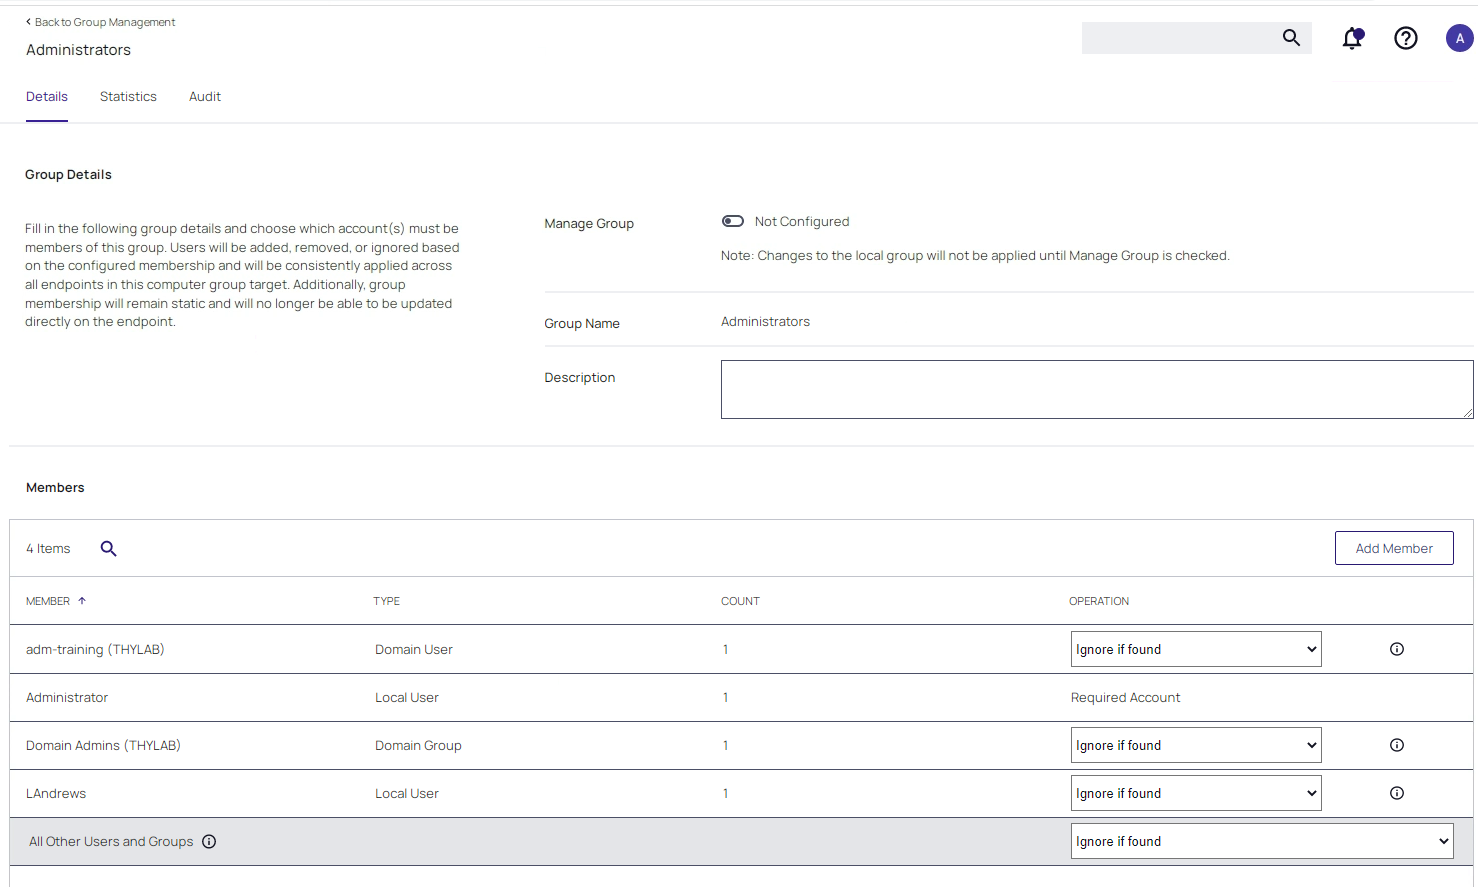 Back to Group Management
Administrators
A
Details Statistics Audit
Group Details
Fill in the following group details and choose which account(s) must be
members of this group. Users will be added, removed, or ignored based
on the configured membership and will be consistently applied across
all endpoints in this computer group target. Additionally, group
membership will remain static and will no longer be able to be updated
directly on the endpoint.
Manage Group Not Configured
Note: Changes to the local group will not be applied until Manage Group is checked.
Group Name Administrators
Description
Members
4 Items Add Member
MEMBER TYPE COUNT OPERATION
adm-training (THYLAB) Domain User 1 Ignore if found
Administrator Local User 1 Required Account
Domain Admins (THYLAB) Domain Group 1 Ignore if found
LAndrews Local User 1 Ignore if found
All Other Users and Groups Ignore if found